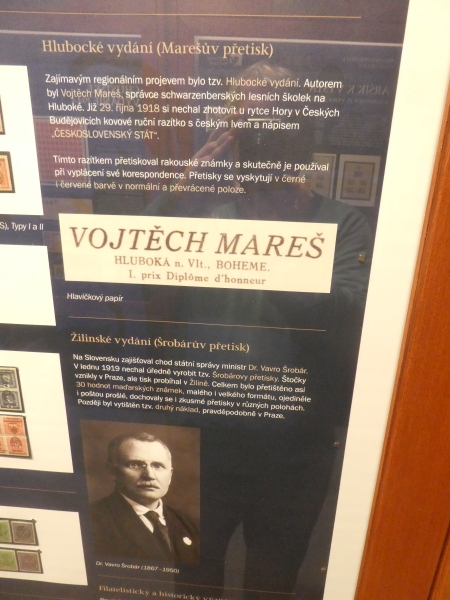 Hlubocké vydání (Marešův přetisk)
Zajímavým regionálním projevem bylo tzv. Hlubocké vydání. Autorem
byl Vojtěch Mareš, správce schwarzenberských lesních školek na
Hluboké. Již 29. října 1918 si nechal zhotovit u rytce Hory v Českých
Budějovicích kovové ruční razítko s českým lvem a nápisem
„ČESKOSLOVENSKÝ STÁT“.
Tímto razítkem přetiskoval rakouské známky a skutečně je používal
při vyplácení své korespondence. Přetisky se vyskytují v černé
i červené barvě v normální a převrácené poloze.
S), Typy I a II
VOJTĚCH MAREŠ
HLUBOKÁ n. Vlt., BOHEME.
I. prix Diplôme d'honneur
Hlavičkový papír
Žilinské vydání (Šrobárův přetisk)
Na Slovensku zajišťoval chod státní správy ministr Dr. Vavro Šrobár.
V lednu 1919 nechal úředně vyrobit tzv. Šrobárovy přetisky. Štočky
vznikly v Praze, ale tisk probíhal v Žilině. Celkem bylo přetištěno asi
30 hodnot maďarských známek, malého i velkého formátu, ojediněle
i poštou prošlé, dochovaly se i zkusmé přetisky v různých polohách.
Později byl vytištěn tzv. druhý náklad, pravděpodobně v Praze.
Dr. Vavro Šrobár (1867–1950)
Filatelistický a historický